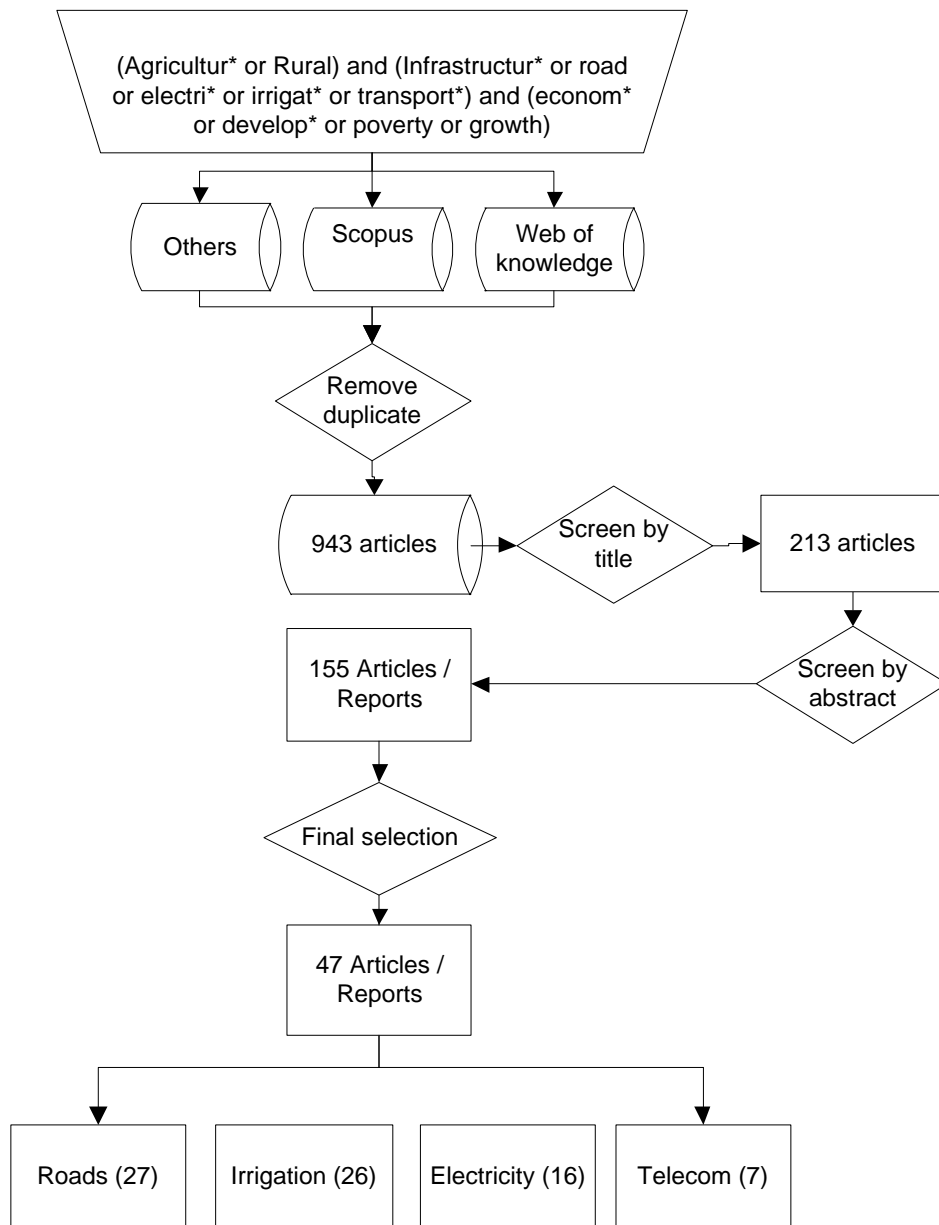 (Agricultur* or Rural) and (Infrastructur* or road
or electri* or irrigat* or transport*) and (econom*
or develop* or poverty or growth)
Others
Scopus
Web of
knowledge
Remove
duplicate
943 articles
Screen by
title
213 articles
Screen by
abstract
155 Articles /
Reports
Final selection
47 Articles /
Reports
Roads (27)
Irrigation (26)
Electricity (16)
Telecom (7)